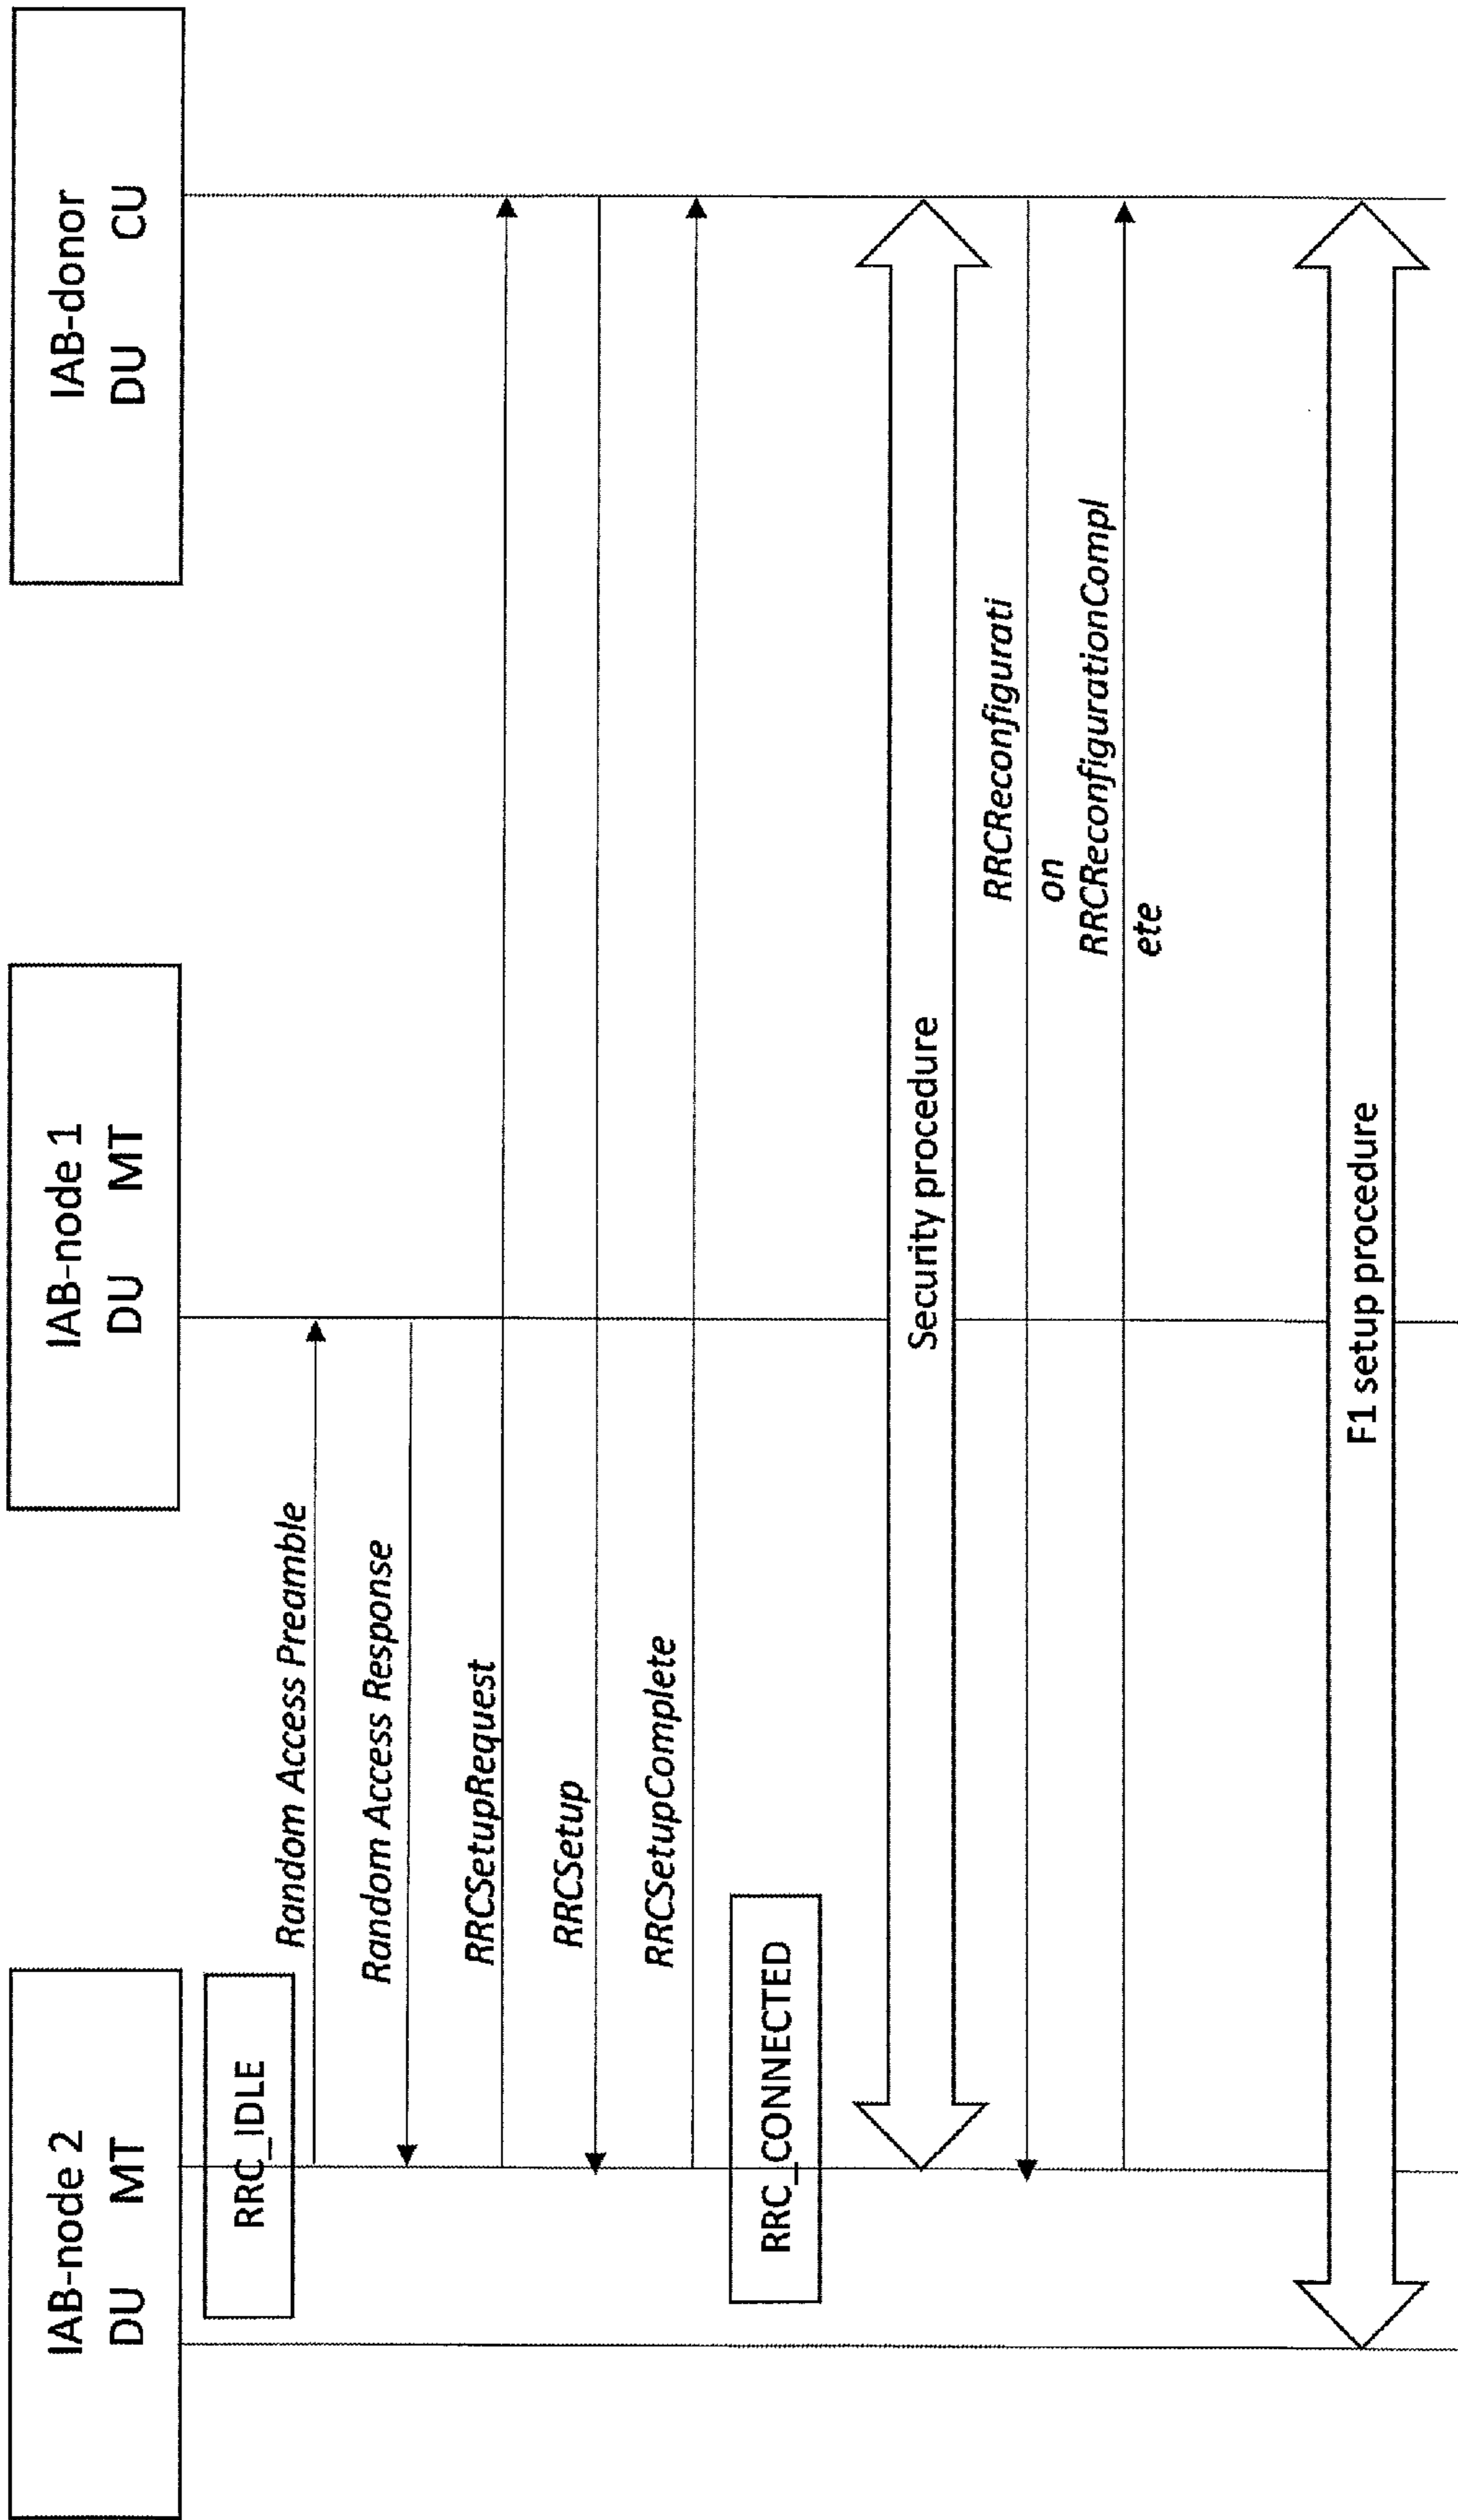 IAB-node 2
DU MT
IAB-node 1
DU MT
IAB-donor
DU CU
RRC_IDLE
Random Access Preamble
Random Access Response
RRCSetupRequest
RRCSetup
RRCSetupComplete
RRC_CONNECTED
Security procedure
RRCReconfigurati
on
RRCReconfigurationCompl
ete
F1 setup procedure